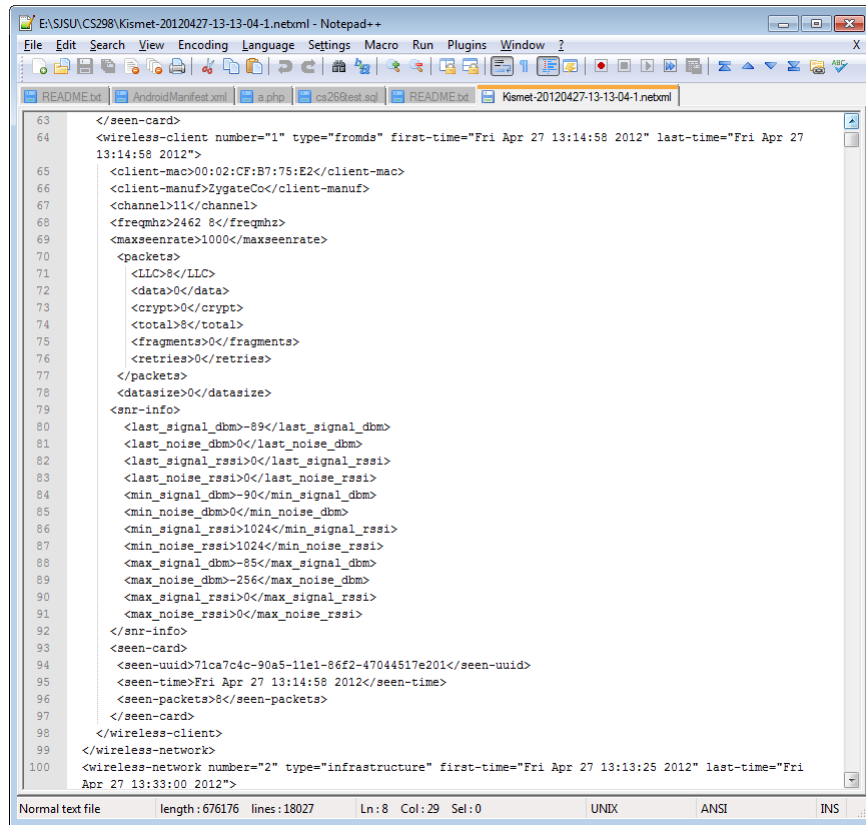 E:\SJSU\CS298\Kismet-20120427-13-13-04-1.netxml - Notepad++
File Edit Search View Encoding Language Settings Macro Run Plugins Window ? X
README.txt AndroidManifest.xml a.php cs266test.sql README.txt Kismet-20120427-13-13-04-1.netxml
63 </seen-card>
64 <wireless-client number="1" type="fromds" first-time="Fri Apr 27 13:14:58 2012" last-time="Fri Apr 27
13:14:58 2012">
65 <client-mac>00:02:CF:B7:75:E2</client-mac>
66 <client-manuf>ZygateCo</client-manuf>
67 <channel>11</channel>
68 <freqmhz>2462 8</freqmhz>
69 <maxseenrate>1000</maxseenrate>
70 <packets>
71 <LLC>8</LLC>
72 <data>0</data>
73 <crypt>0</crypt>
74 <total>8</total>
75 <fragments>0</fragments>
76 <retries>0</retries>
77 </packets>
78 <datasize>0</datasize>
79 <snr-info>
80 <last_signal_dbm>-89</last_signal_dbm>
81 <last_noise_dbm>0</last_noise_dbm>
82 <last_signal_rssi>0</last_signal_rssi>
83 <last_noise_rssi>0</last_noise_rssi>
84 <min_signal_dbm>-90</min_signal_dbm>
85 <min_noise_dbm>0</min_noise_dbm>
86 <min_signal_rssi>1024</min_signal_rssi>
87 <min_noise_rssi>1024</min_noise_rssi>
88 <max_signal_dbm>-85</max_signal_dbm>
89 <max_noise_dbm>-256</max_noise_dbm>
90 <max_signal_rssi>0</max_signal_rssi>
91 <max_noise_rssi>0</max_noise_rssi>
92 </snr-info>
93 <seen-card>
94 <seen-uuid>71ca7c4c-90a5-11e1-86f2-47044517e201</seen-uuid>
95 <seen-time>Fri Apr 27 13:14:58 2012</seen-time>
96 <seen-packets>8</seen-packets>
97 </seen-card>
98 </wireless-client>
99 </wireless-network>
100 <wireless-network number="2" type="infrastructure" first-time="Fri Apr 27 13:13:25 2012" last-time="Fri
Apr 27 13:33:00 2012">
Normal text file length : 676176 lines : 18027 Ln : 8 Col : 29 Sel : 0 UNIX ANSI INS